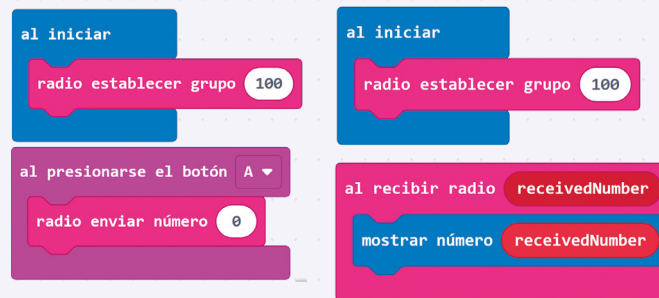 al iniciar
radio establecer grupo 100
al presionarse el botón A
radio enviar número 0
al iniciar
radio establecer grupo 100
al recibir radio receivedNumber
mostrar número receivedNumber